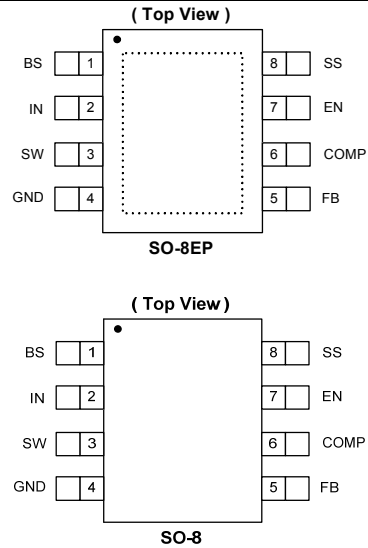 ( Top View )
BS 1 8 SS
IN 2 7 EN
SW 3 6 COMP
GND 4 5 FB
SO-8EP
( Top View )
BS 1 8 SS
IN 2 7 EN
SW 3 6 COMP
GND 4 5 FB
SO-8